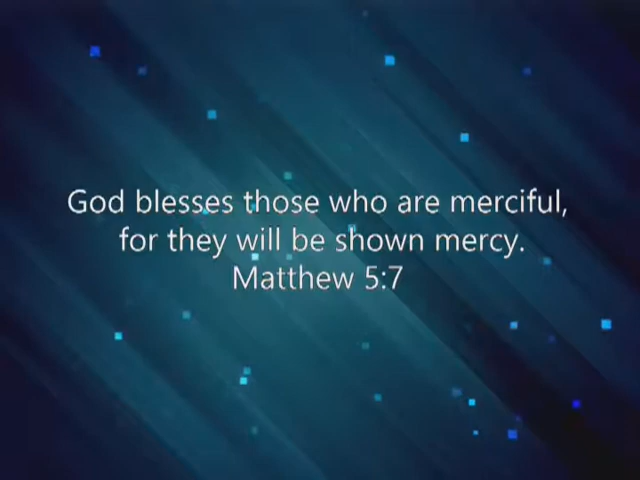 God blesses those who are merciful,
for they will be shown mercy.
Matthew 5:7